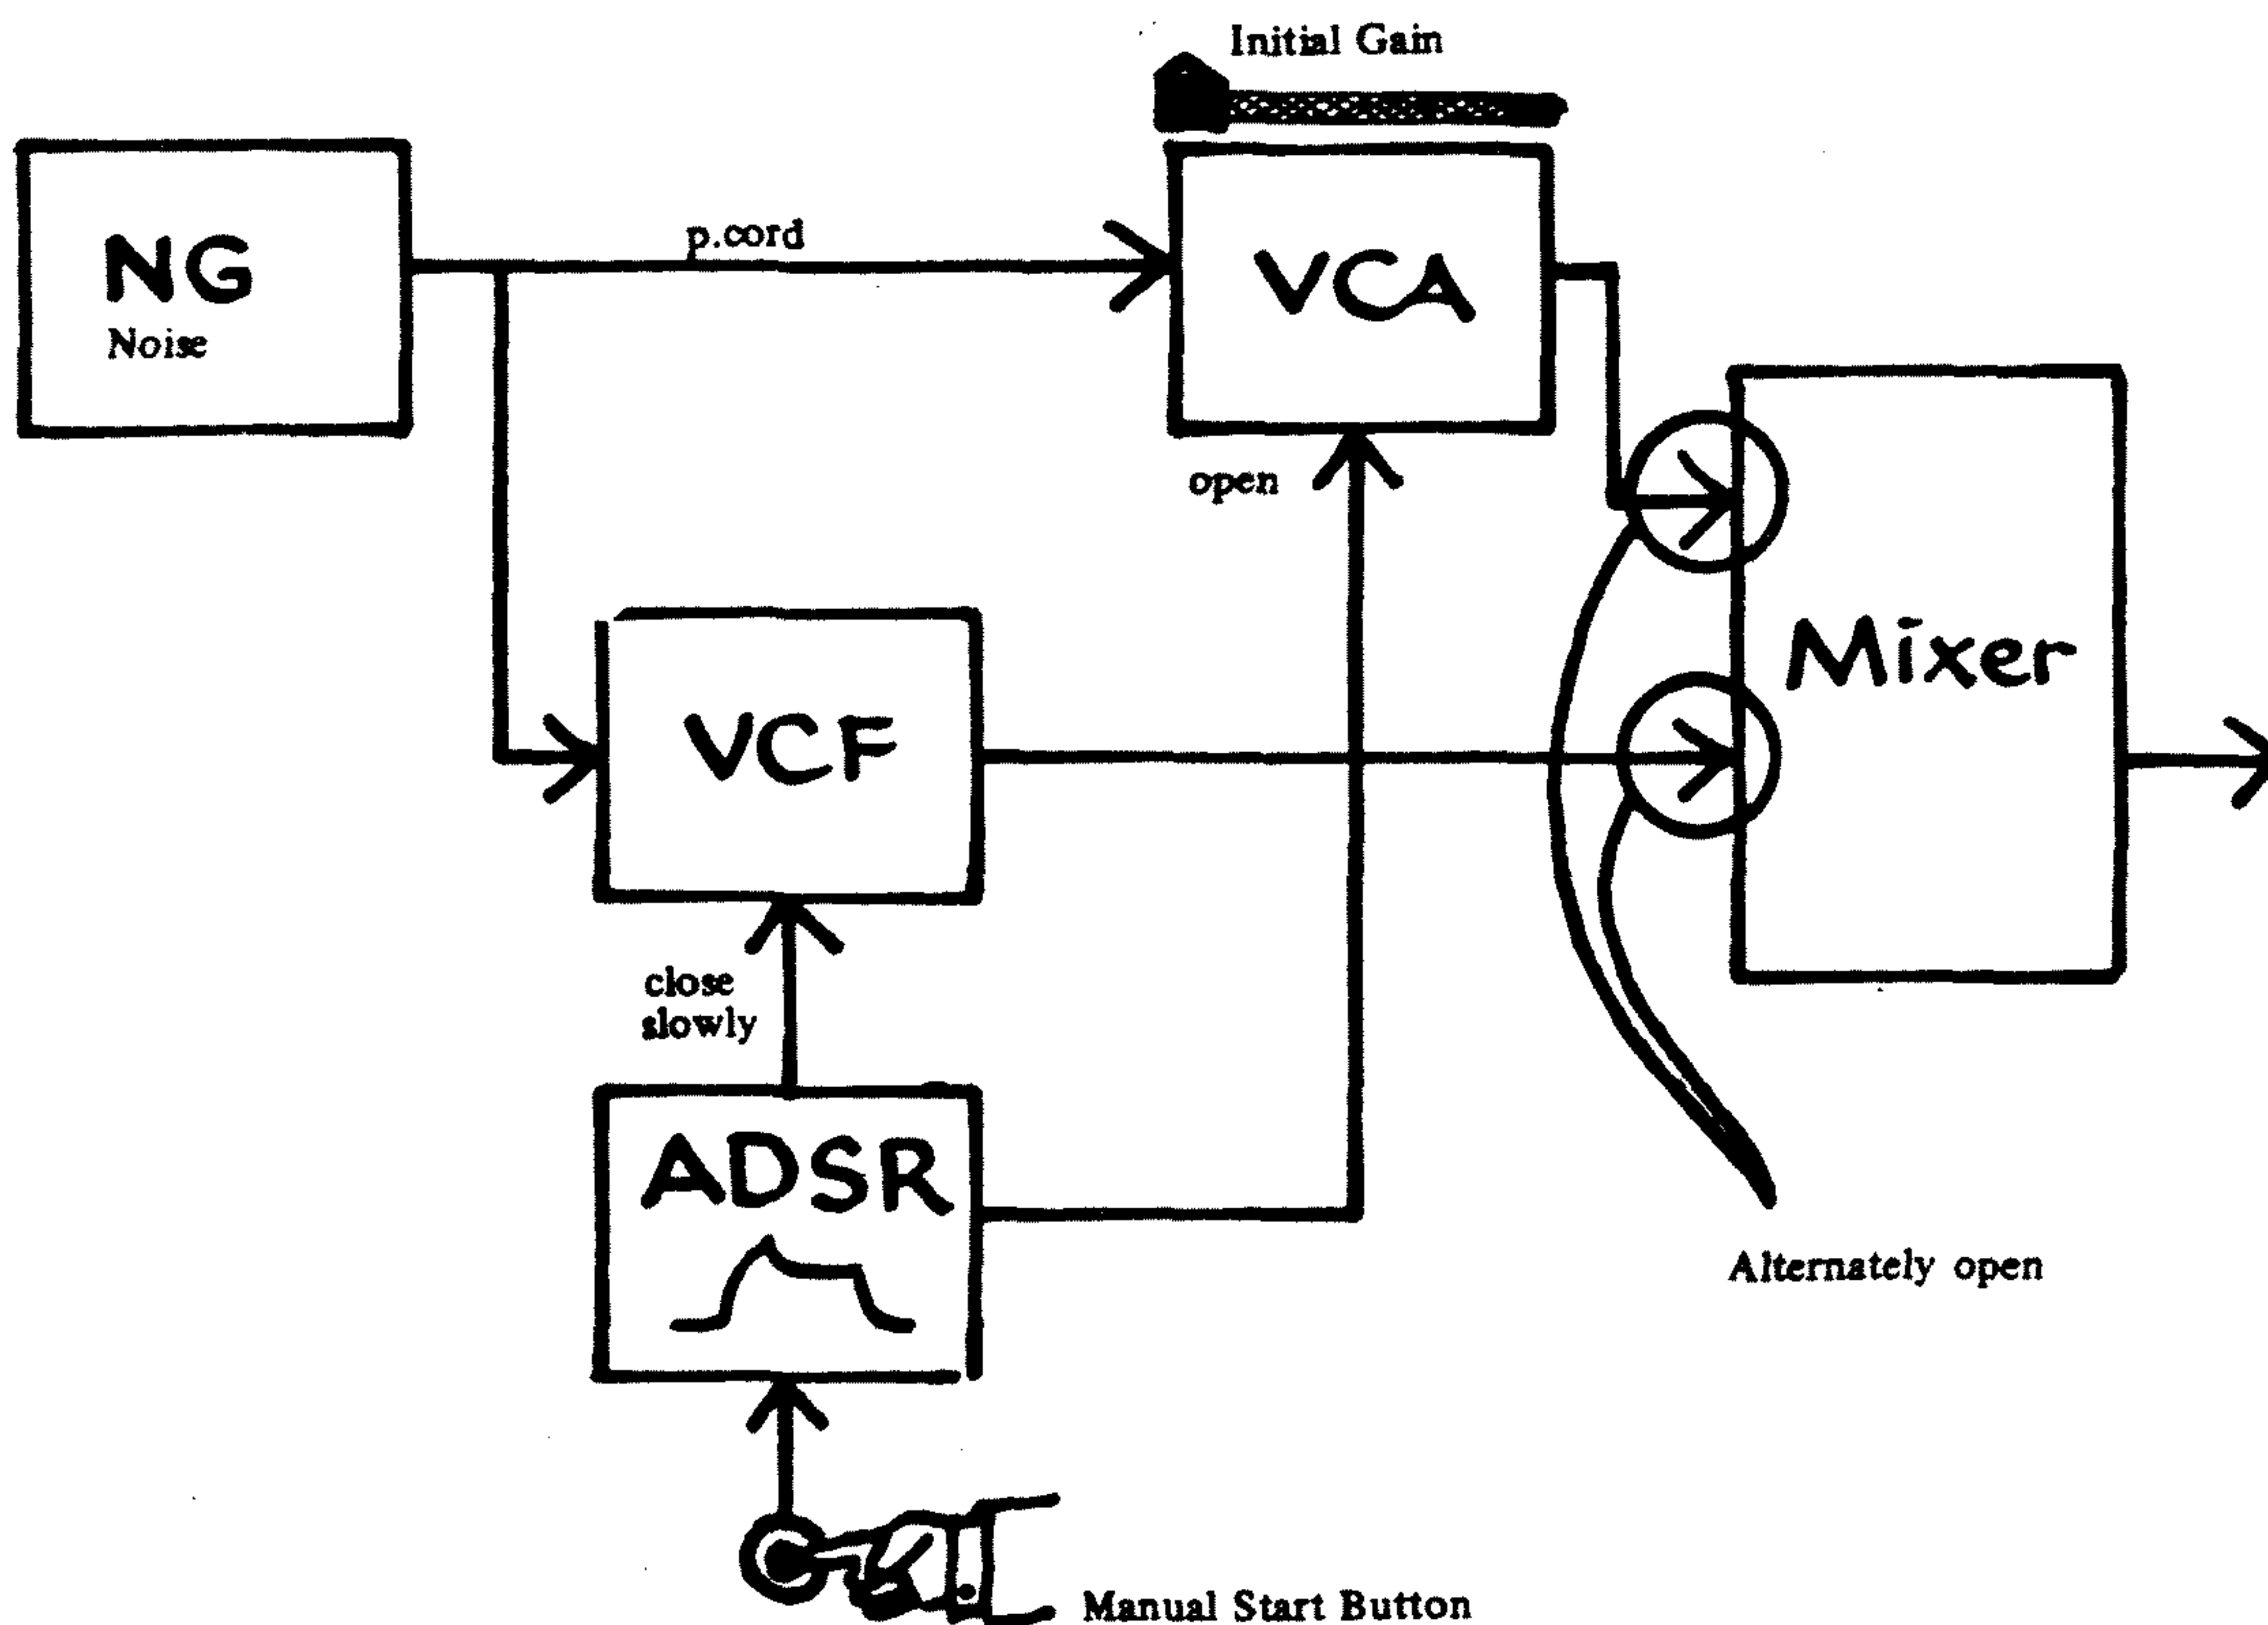 Initial Gain
NG
Noise
p.cord
VCA
open
Mixer
VCF
close
slowly
ADSR
Alternately open
Manual Start Button